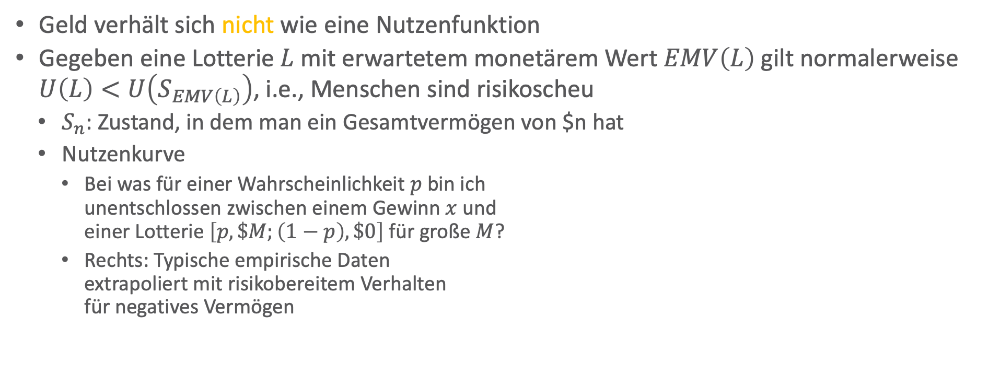 • Geld verhält sich nicht wie eine Nutzenfunktion
• Gegeben eine Lotterie L mit erwartetem monetärem Wert EMV(L) gilt normalerweise
U(L) < U(S_{EMV(L)}), i.e., Menschen sind risikoscheu
• S_n: Zustand, in dem man ein Gesamtvermögen von $n hat
• Nutzenkurve
• Bei was für einer Wahrscheinlichkeit p bin ich
unentschlossen zwischen einem Gewinn x und
einer Lotterie [p, $M; (1 − p), $0] für große M?
• Rechts: Typische empirische Daten
extrapoliert mit risikobereitem Verhalten
für negatives Vermögen